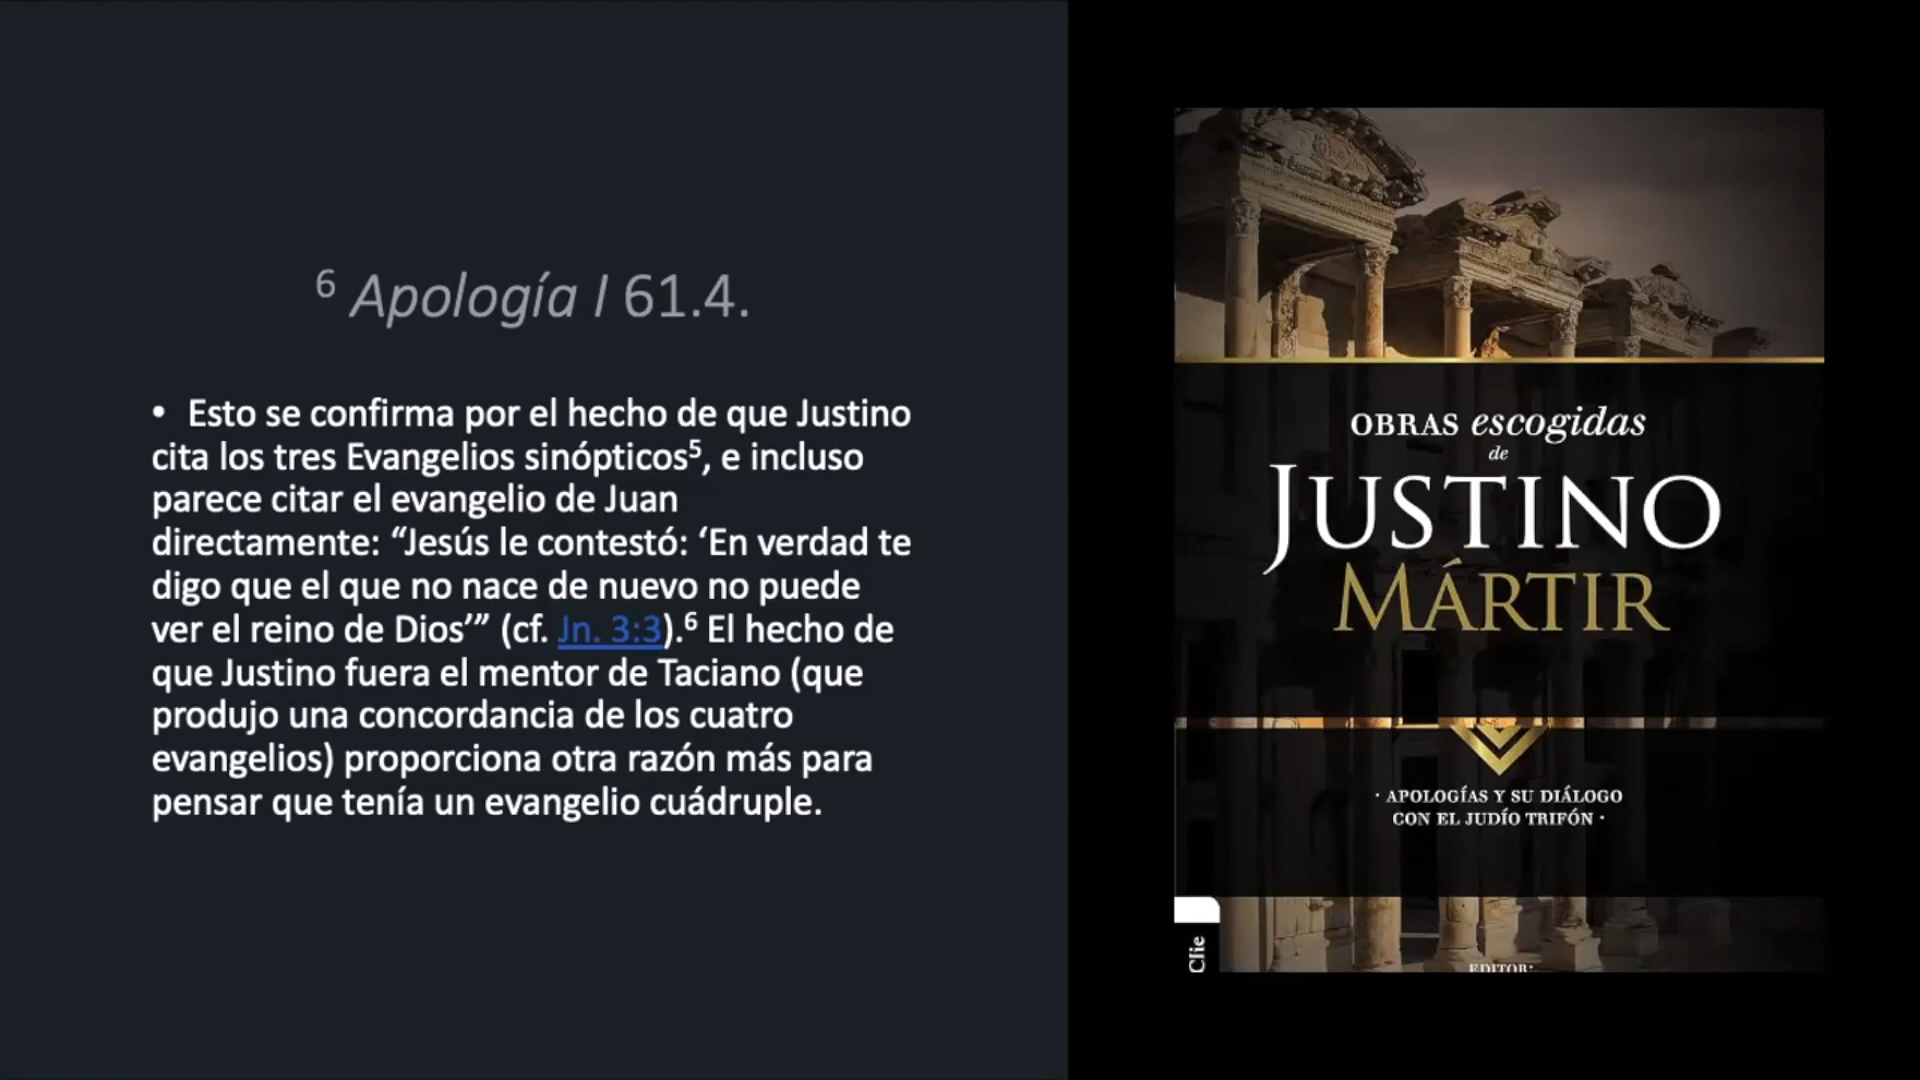 ⁶ Apología I 61.4.
• Esto se confirma por el hecho de que Justino
cita los tres Evangelios sinópticos⁵, e incluso
parece citar el evangelio de Juan
directamente: “Jesús le contestó: ‘En verdad te
digo que el que no nace de nuevo no puede
ver el reino de Dios’” (cf. Jn. 3:3).⁶ El hecho de
que Justino fuera el mentor de Taciano (que
produjo una concordancia de los cuatro
evangelios) proporciona otra razón más para
pensar que tenía un evangelio cuádruple.
OBRAS escogidas
de
JUSTINO
MÁRTIR
· APOLOGÍAS Y SU DIÁLOGO
CON EL JUDÍO TRIFÓN ·
Clie
EDITOR: